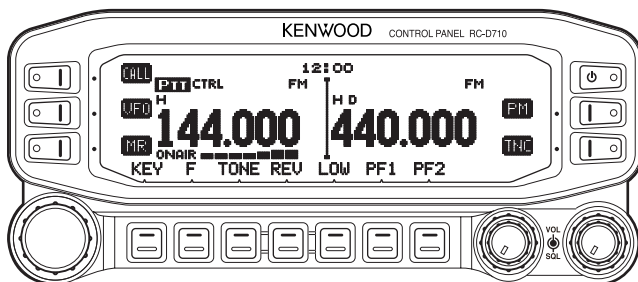 KENWOOD CONTROL PANEL RC-D710
12:00
CALL PTT CTRL FM FM
VFO H H D PM
144.000 440.000
MR ONAIR TNC
KEY F TONE REV LOW PF1 PF2
VOL
SQL